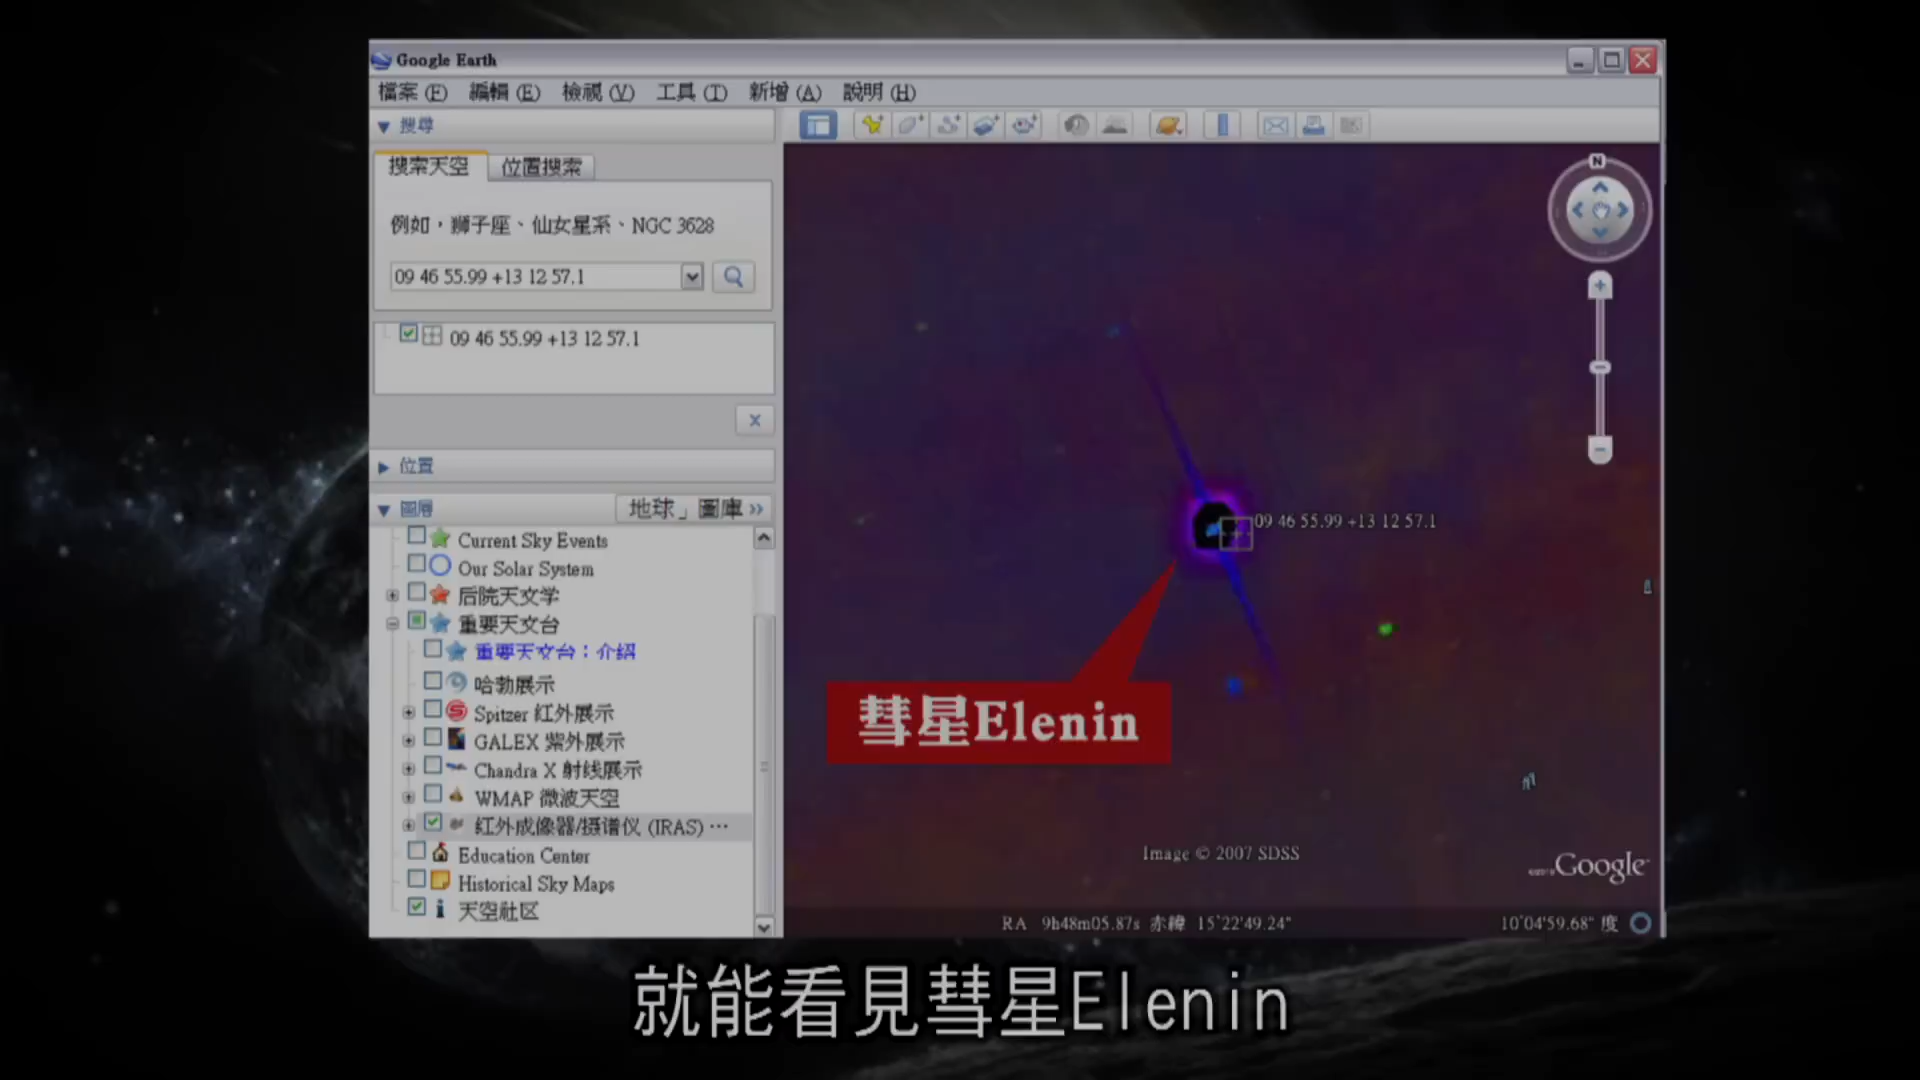 Google Earth
檔案 (F) 編輯 (E) 檢視 (V) 工具 (T) 新增 (A) 說明 (H)
搜尋
搜索天空 位置搜索
例如，獅子座、仙女星系、NGC 3628
09 46 55.99 +13 12 57.1
09 46 55.99 +13 12 57.1
位置
圖層 地球」圖庫 »
Current Sky Events
Our Solar System
后院天文学
重要天文台
重要天文台：介紹
哈勃展示
Spitzer 紅外展示
GALEX 紫外展示
Chandra X 射线展示
WMAP 微波天空
紅外成像器/摄谱仪 (IRAS) ...
Education Center
Historical Sky Maps
天空社区
N
09 46 55.99 +13 12 57.1
彗星Elenin
Image © 2007 SDSS
Google
RA 9h48m05.87s 赤緯 15°22'49.24" 10°04'59.68" 度
就能看見彗星Elenin